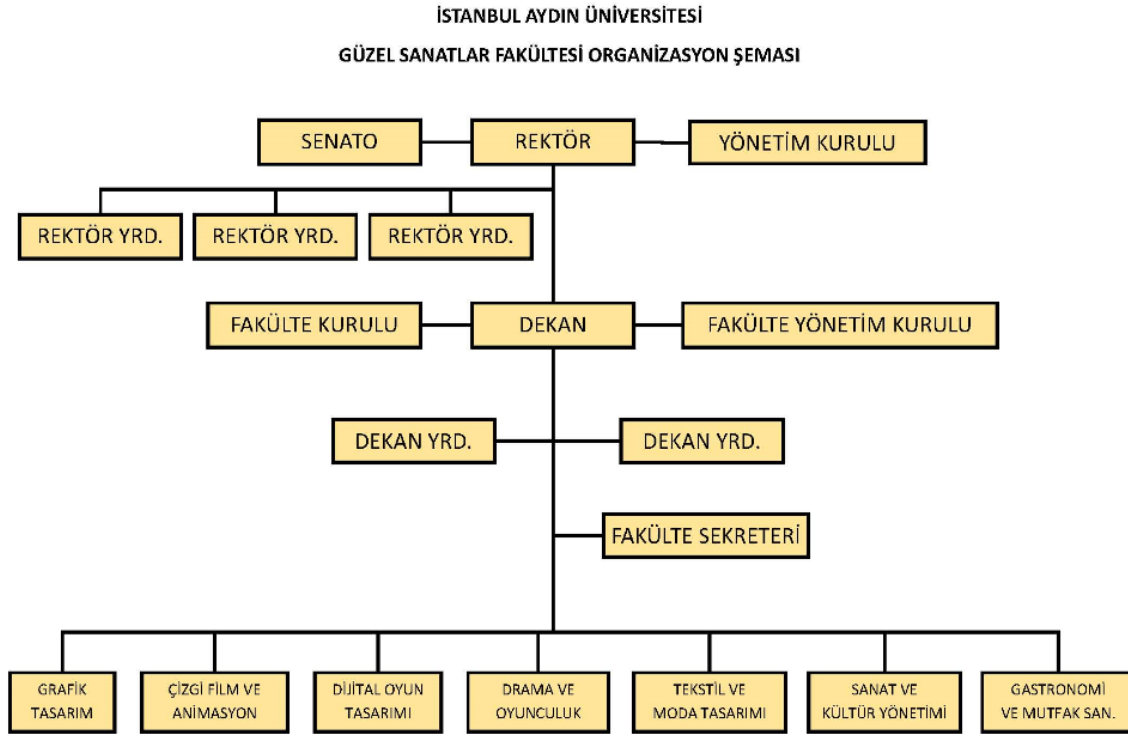 İSTANBUL AYDIN ÜNİVERSİTESİ
GÜZEL SANATLAR FAKÜLTESİ ORGANİZASYON ŞEMASI
SENATO
REKTÖR
YÖNETİM KURULU
REKTÖR YRD.
REKTÖR YRD.
REKTÖR YRD.
FAKÜLTE KURULU
DEKAN
FAKÜLTE YÖNETİM KURULU
DEKAN YRD.
DEKAN YRD.
FAKÜLTE SEKRETERİ
GRAFİK
TASARIM
ÇİZGİ FİLM VE
ANİMASYON
DİJİTAL OYUN
TASARIMI
DRAMA VE
OYUNCULUK
TEKSTİL VE
MODA TASARIMI
SANAT VE
KÜLTÜR YÖNETİMİ
GASTRONOMİ
VE MUTFAK SAN.